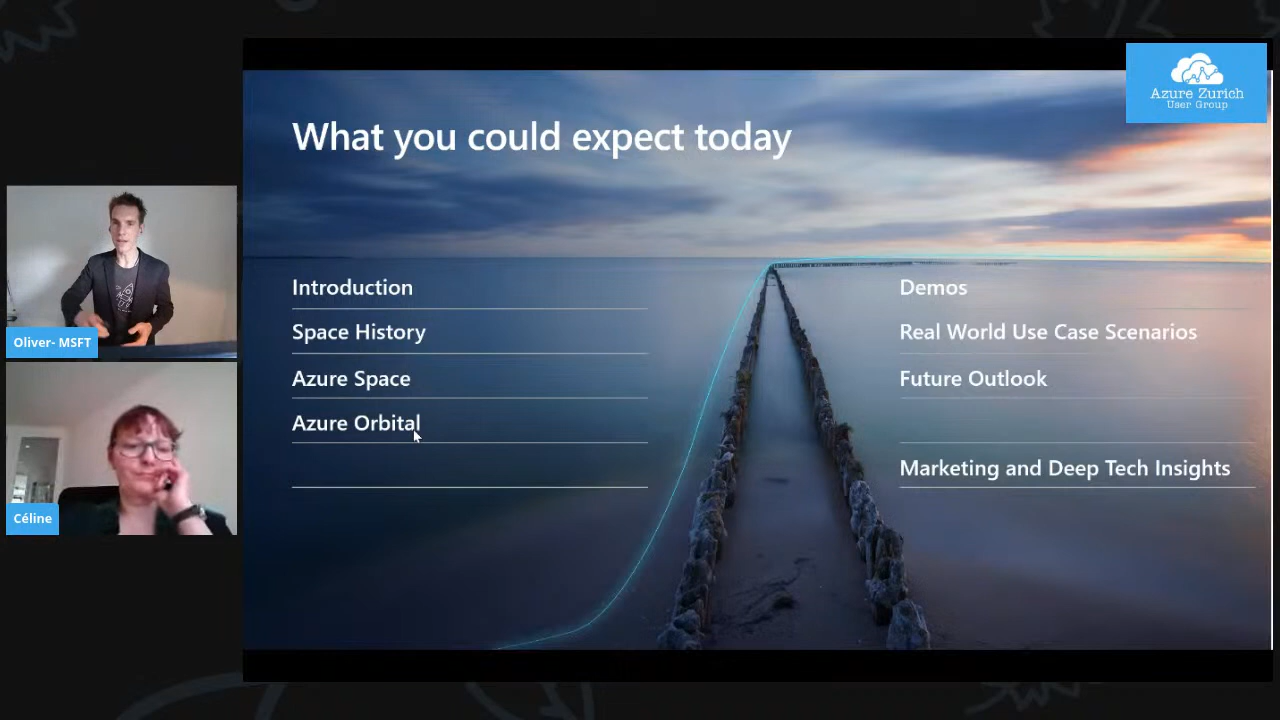 Azure Zurich
User Group
What you could expect today
Introduction
Space History
Azure Space
Azure Orbital
Demos
Real World Use Case Scenarios
Future Outlook
Marketing and Deep Tech Insights
Oliver- MSFT
Céline